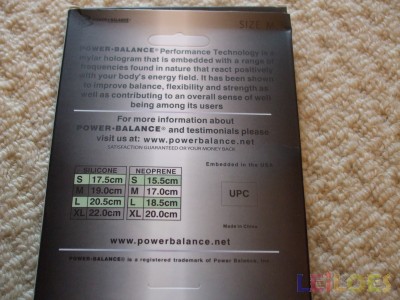 SIZE M
POWER-BALANCE® Performance Technology is a
mylar hologram that is embedded with a range of
frequencies found in nature that react positively
with your body's energy field. It has been shown
to improve balance, flexibility and strength as
well as contributing to an overall sense of well
being among its users
For more information about
POWER-BALANCE® and testimonials please
visit us at: www.powerbalance.net
SATISFACTION GUARANTEED OR YOUR MONEY BACK
Embedded in the USA
SILICONE NEOPRENE
S 17.5cm S 15.5cm
M 19.0cm M 17.0cm
L 20.5cm L 18.5cm
XL 22.0cm XL 20.0cm
UPC
Made in China
www.powerbalance.net
POWER-BALANCE® is a registered trademark of Power Balance, Inc.
LEILOES